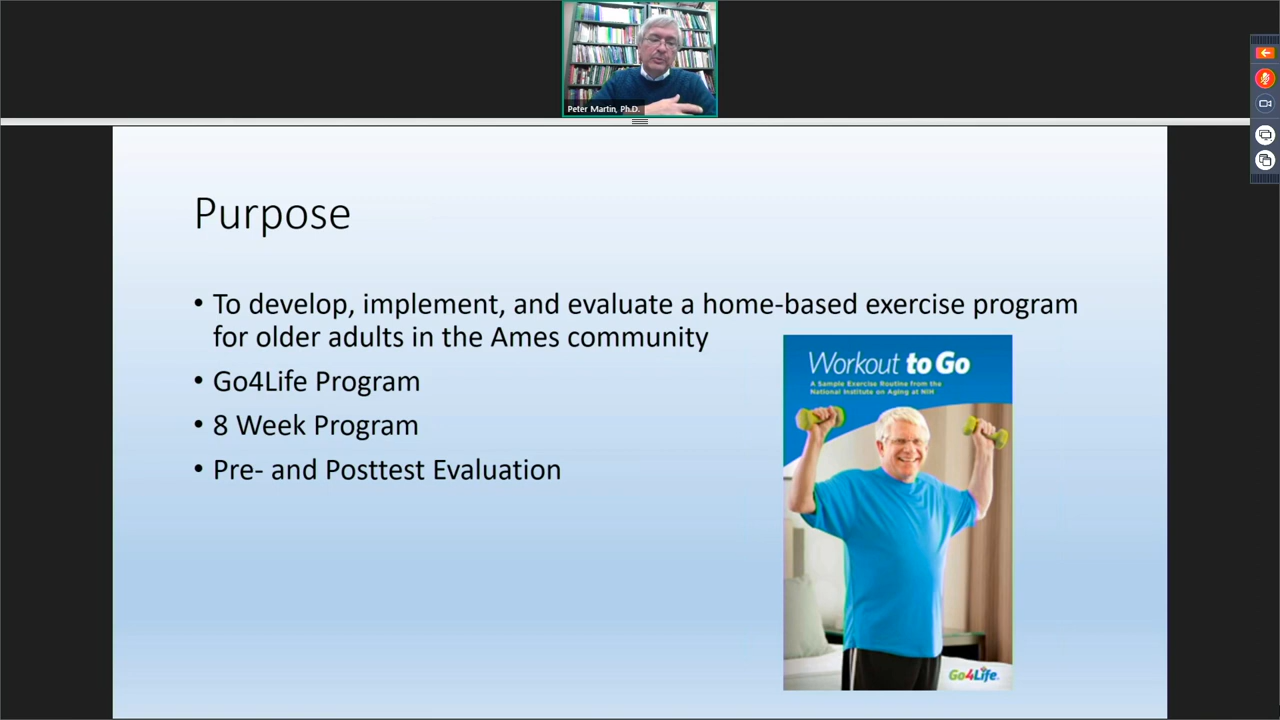 Peter Martin, Ph.D.
Purpose
• To develop, implement, and evaluate a home-based exercise program
for older adults in the Ames community
• Go4Life Program
• 8 Week Program
• Pre- and Posttest Evaluation
Workout to Go
A Sample Exercise Routine from the
National Institute on Aging at NIH
Go4Life